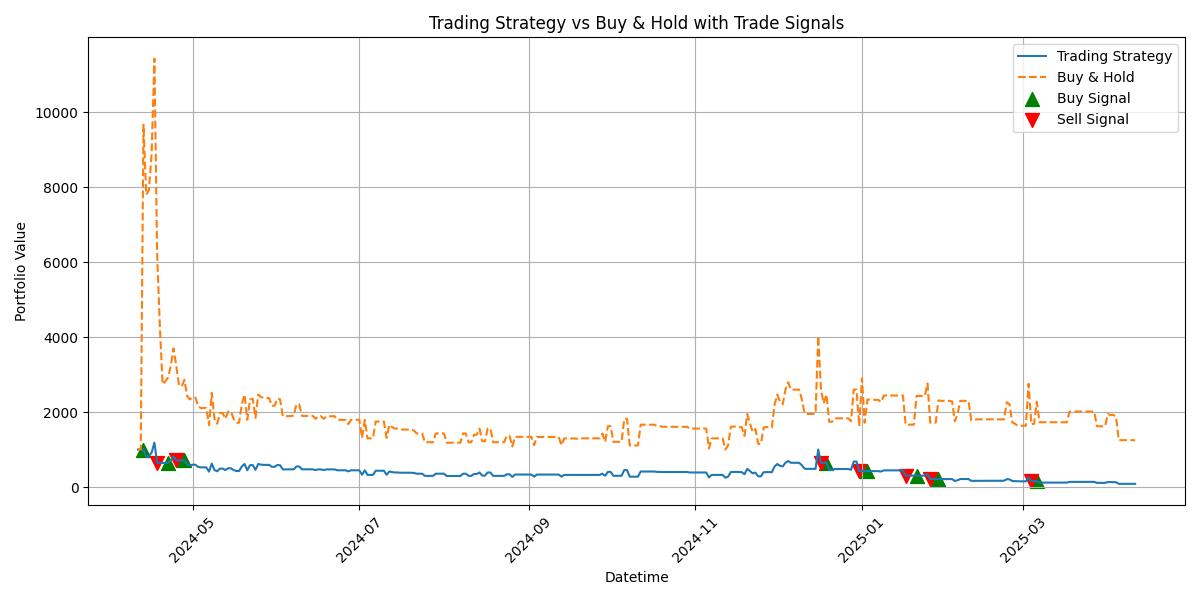 Trading Strategy vs Buy & Hold with Trade Signals
Trading Strategy
Buy & Hold
Buy Signal
Sell Signal
Portfolio Value
10000
8000
6000
4000
2000
0
2024-05
2024-07
2024-09
2024-11
2025-01
2025-03
Datetime